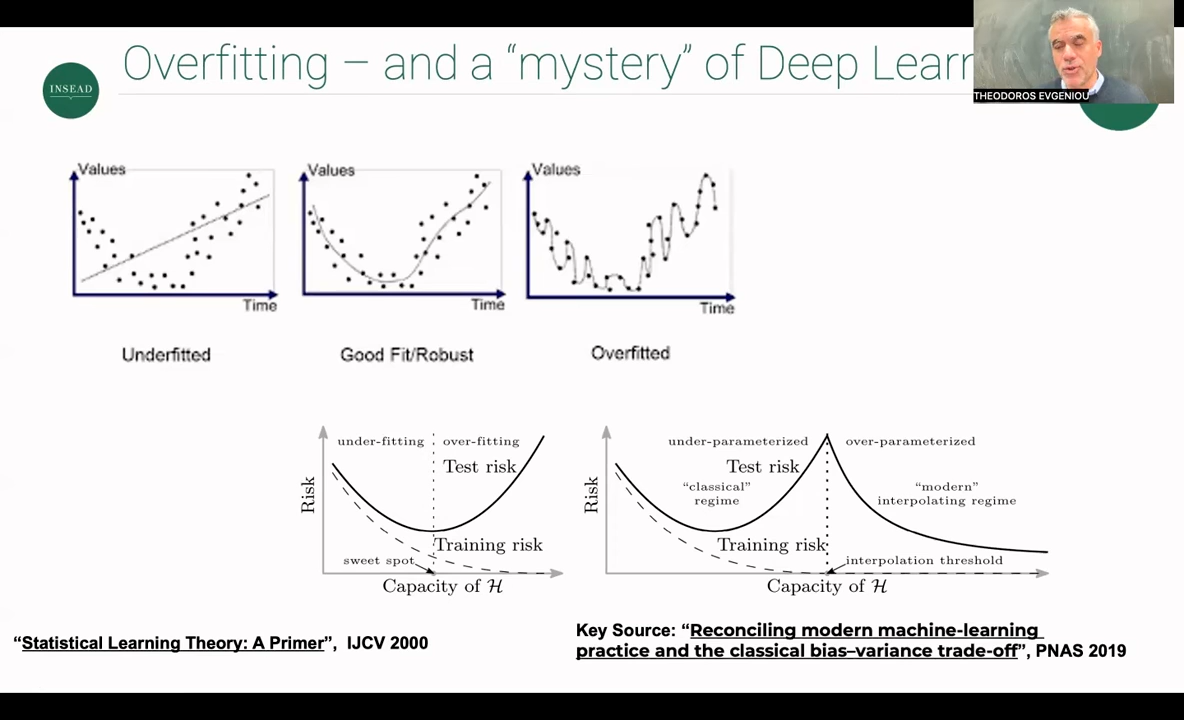 Overfitting – and a “mystery” of Deep Learn
INSEAD
THEODOROS EVGENIOU
Values
Time
Underfitted
Values
Time
Good Fit/Robust
Values
Time
Overfitted
under-fitting
over-fitting
Test risk
Risk
Training risk
sweet spot
Capacity of H
under-parameterized
over-parameterized
Test risk
“classical”
regime
“modern”
interpolating regime
Risk
Training risk
interpolation threshold
Capacity of H
“Statistical Learning Theory: A Primer”, IJCV 2000
Key Source: “Reconciling modern machine-learning
practice and the classical bias–variance trade-off”, PNAS 2019